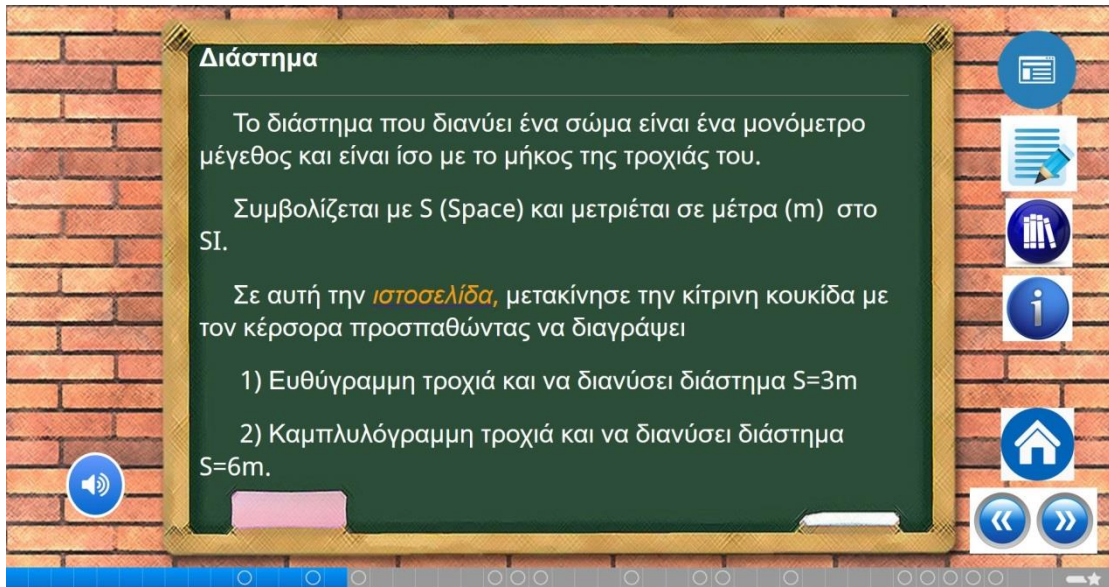 Διάστημα
Το διάστημα που διανύει ένα σώμα είναι ένα μονόμετρο
μέγεθος και είναι ίσο με το μήκος της τροχιάς του.
Συμβολίζεται με S (Space) και μετριέται σε μέτρα (m) στο
SI.
Σε αυτή την ιστοσελίδα, μετακίνησε την κίτρινη κουκίδα με
τον κέρσορα προσπαθώντας να διαγράψει
1) Ευθύγραμμη τροχιά και να διανύσει διάστημα S=3m
2) Καμπλυλόγραμμη τροχιά και να διανύσει διάστημα
S=6m.